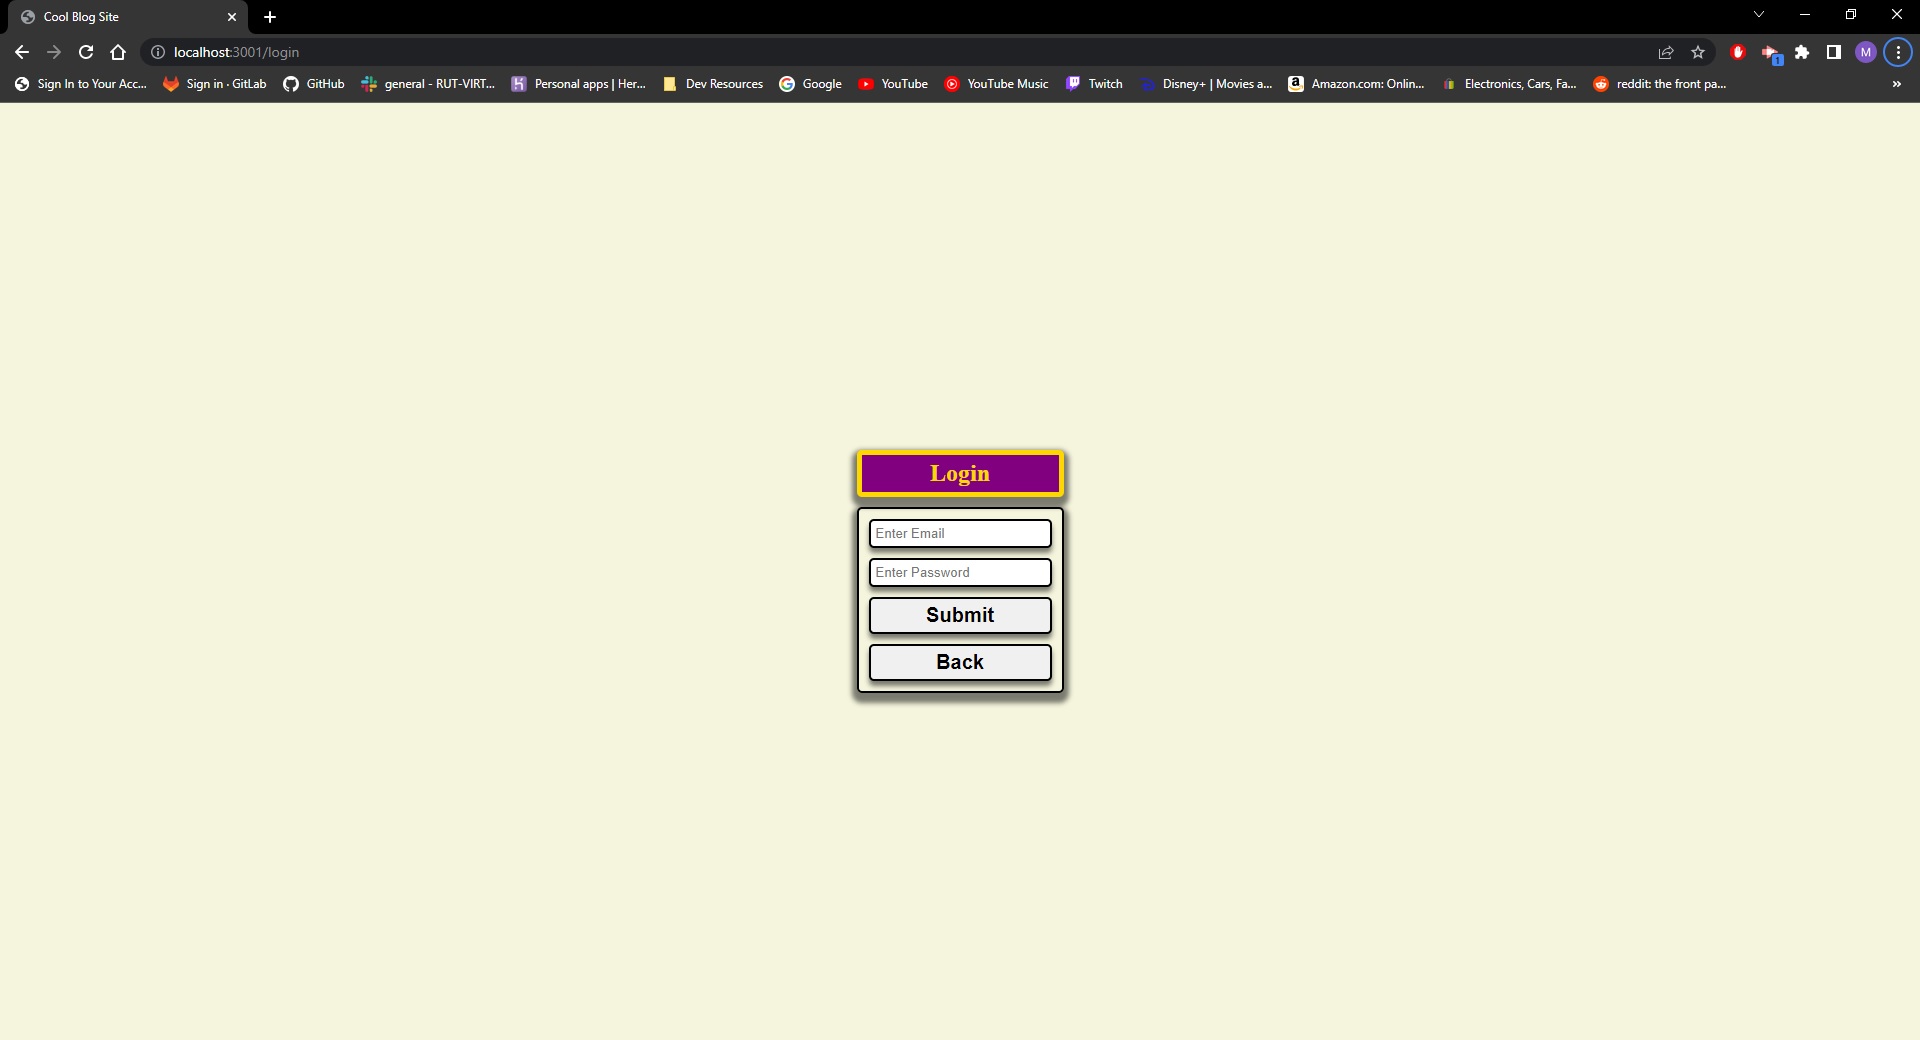 Cool Blog Site
localhost:3001/login
M
1
Sign In to Your Acc... Sign in · GitLab GitHub general - RUT-VIRT... Personal apps | Her... Dev Resources Google YouTube YouTube Music Twitch Disney+ | Movies a... Amazon.com: Onlin... Electronics, Cars, Fa... reddit: the front pa... »
Login
Enter Email
Enter Password
Submit
Back